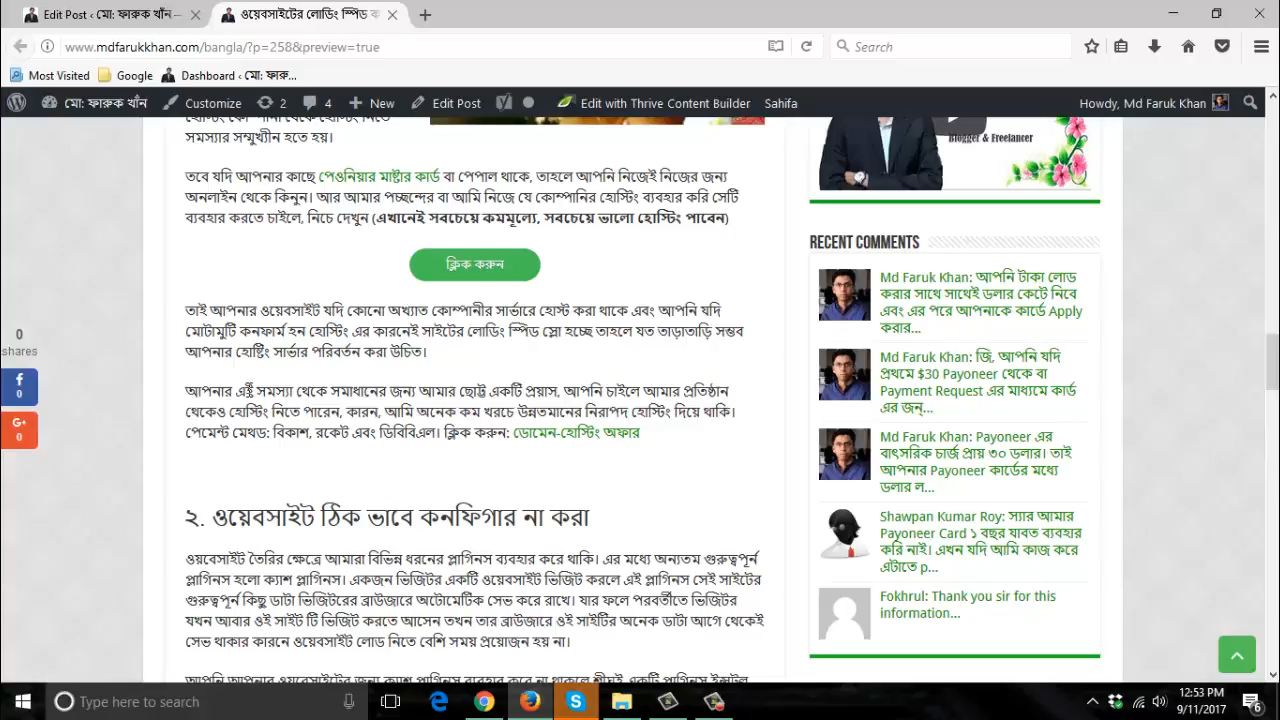 Edit Post ‹ মো: ফারুক খাঁন
ওয়েবসাইটের লোডিং স্পিড ব
www.mdfarukkhan.com/bangla/?p=258&preview=true
Search
Most Visited
Google
Dashboard ‹ মো: ফারু...
মো: ফারুক খাঁন
Customize
2
4
New
Edit Post
Edit with Thrive Content Builder
Sahifa
Howdy, Md Faruk Khan
সমস্যার সম্মুখ্যীন হতে হয়।
তবে যদি আপনার কাছে পেওনিয়ার মাষ্টার কার্ড বা পেপাল থাকে, তাহলে আপনি নিজেই নিজের জন্য
অনলাইন থেকে কিনুন। আর আমার পচ্ছন্দের বা আমি নিজে যে কোম্পানির হোস্টিং ব্যবহার করি সেটি
ব্যবহার করতে চাইলে, নিচে দেখুন (এখানেই সবচেয়ে কমমূল্যে, সবচেয়ে ভালো হোস্টিং পাবেন)
ক্লিক করুন
তাই আপনার ওয়েবসাইট যদি কোনো অখ্যাত কোম্পানীর সার্ভারে হোস্ট করা থাকে এবং আপনি যদি
মোটামুটি কনফার্ম হন হোস্টিং এর কারনেই সাইটের লোডিং স্পিড স্লো হচ্ছে তাহলে যত তাড়াতাড়ি সম্ভব
আপনার হোষ্টিং সার্ভার পরিবর্তন করা উচিত।
আপনার এই সমস্যা থেকে সমাধানের জন্য আমার ছোট্ট একটি প্রয়াস, আপনি চাইলে আমার প্রতিষ্ঠান
থেকেও হোস্টিং নিতে পারেন, কারন, আমি অনেক কম খরচে উন্নতমানের নিরাপদ হোস্টিং দিয়ে থাকি।
পেমেন্ট মেথড: বিকাশ, রকেট এবং ডিবিবিএল। ক্লিক করুন: ডোমেন-হোস্টিং অফার
২. ওয়েবসাইট ঠিক ভাবে কনফিগার না করা
ওয়েবসাইট তৈরির ক্ষেত্রে আমারা বিভিন্ন ধরনের প্লাগিনস ব্যবহার করে থাকি। এর মধ্যে অন্যতম গুরুত্বপূর্ন
প্লাগিনস হলো ক্যাশ প্লাগিনস। একজন ভিজিটর একটি ওয়েবসাইট ভিজিট করলে এই প্লাগিনস সেই সাইটের
গুরুত্বপূর্ন কিছু ডাটা ভিজিটরের ব্রাউজারে অটোমেটিক সেভ করে রাখে। যার ফলে পরবর্তীতে ভিজিটর
যখন আবার ওই সাইট টি ভিজিট করতে আসেন তখন তার ব্রাউজারে ওই সাইটির অনেক ডাটা আগে থেকেই
সেভ থাকার কারনে ওয়েবসাইট লোড নিতে বেশি সময় প্রয়োজন হয় না।
0
shares
0
G+
0
Blogger & Freelancer
RECENT COMMENTS
Md Faruk Khan: আপনি টাকা লোড
করার সাথে সাথেই ডলার কেটে নিবে
এবং এর পরে আপনাকে কার্ডে Apply
করার...
Md Faruk Khan: জি, আপনি যদি
প্রথমে $30 Payoneer থেকে বা
Payment Request এর মাধ্যমে কার্ড
এর জন্...
Md Faruk Khan: Payoneer এর
বাৎসরিক চার্জ প্রায় ৩০ ডলার। তাই
আপনার Payoneer কার্ডের মধ্যে
ডলার ল...
Shawpan Kumar Roy: স্যার আমার
Payoneer Card ১ বছর যাবত ব্যবহার
করি নাই। এখন যদি আমি কাজ করে
এটাতে p...
Fokhrul: Thank you sir for this
information...
Type here to search
12:53 PM
9/11/2017
6